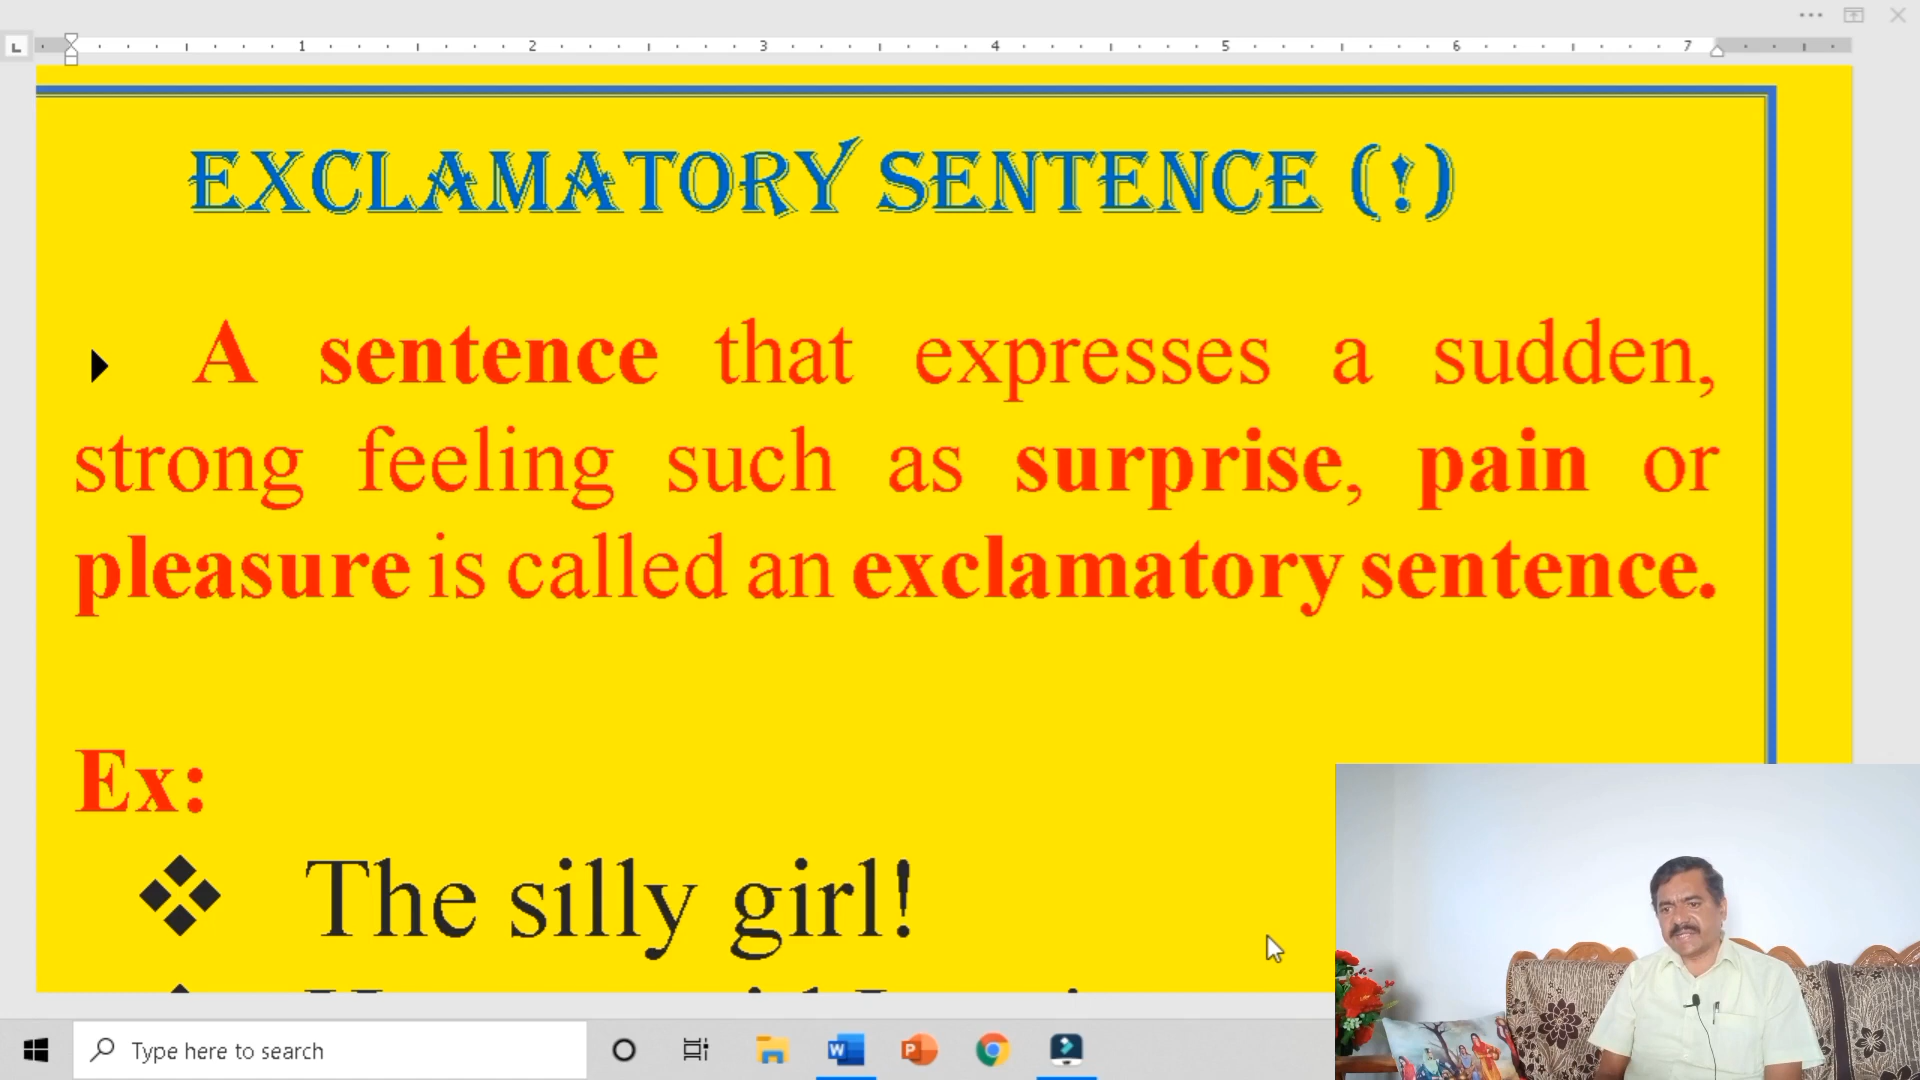 1 2 3 4 5 6 7
EXCLAMATORY SENTENCE (!)
A sentence that expresses a sudden,
strong feeling such as surprise, pain or
pleasure is called an exclamatory sentence.
Ex:
The silly girl!
Type here to search